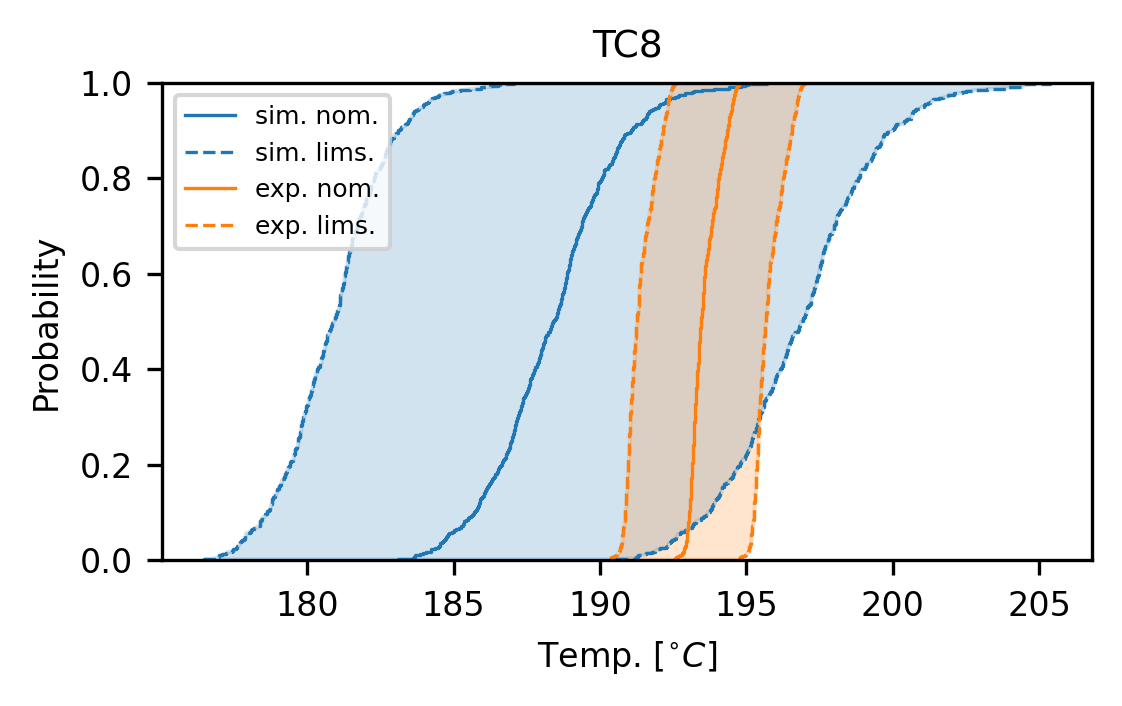 TC8
1.0
0.8
0.6
0.4
0.2
0.0
Probability
sim. nom.
sim. lims.
exp. nom.
exp. lims.
180 185 190 195 200 205
Temp. [°C]